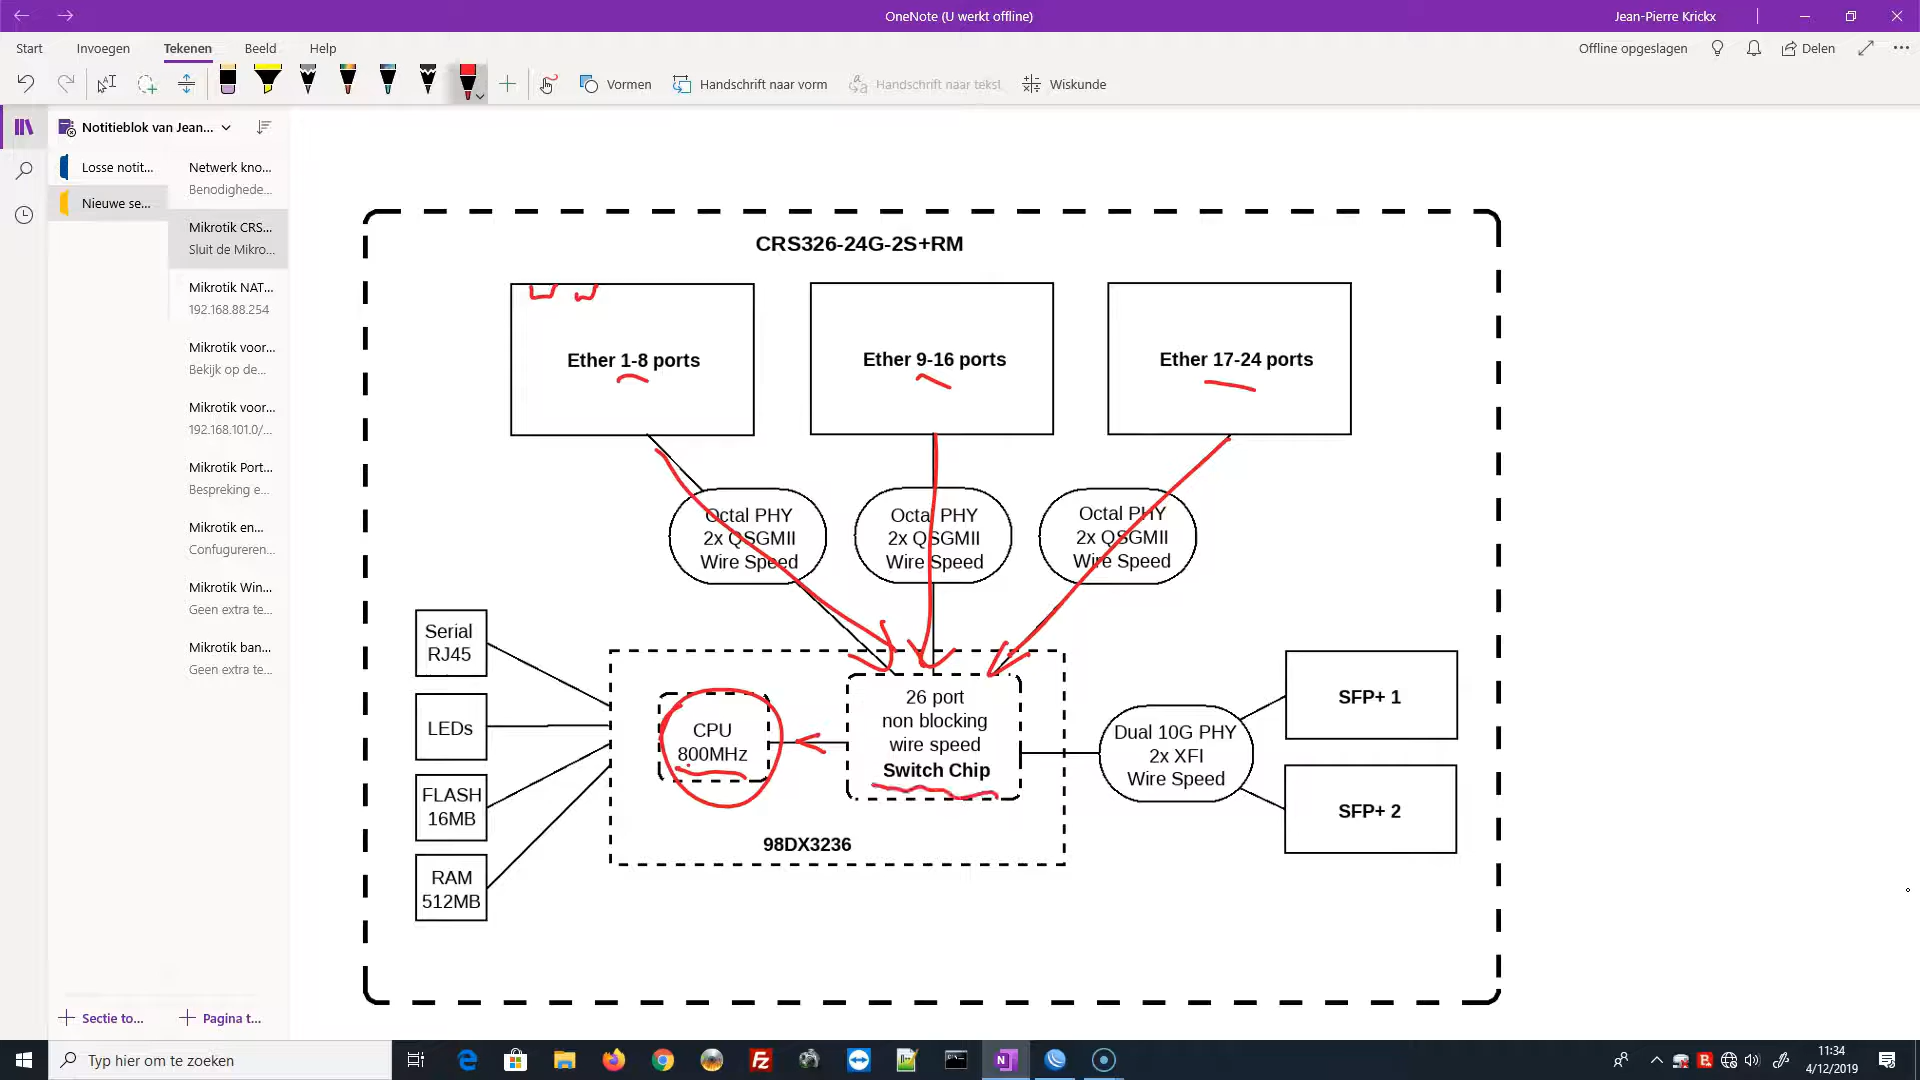 OneNote (U werkt offline)
Jean-Pierre Krickx
Start
Invoegen
Tekenen
Beeld
Help
Offline opgeslagen
Delen
Vormen
Handschrift naar vorm
Handschrift naar tekst
Wiskunde
Notitieblok van Jean...
Losse notit...
Nieuwe se...
Netwerk kno...
Benodighede...
Mikrotik CRS...
Sluit de Mikro...
Mikrotik NAT...
192.168.88.254
Mikrotik voor...
Bekijk op de...
Mikrotik voor...
192.168.101.0/...
Mikrotik Port...
Bespreking e...
Mikrotik en...
Confugureren...
Mikrotik Win...
Geen extra te...
Mikrotik ban...
Geen extra te...
Sectie to...
Pagina t...
CRS326-24G-2S+RM
Ether 1-8 ports
Ether 9-16 ports
Ether 17-24 ports
Octal PHY
2x QSGMII
Wire Speed
Octal PHY
2x QSGMII
Wire Speed
Octal PHY
2x QSGMII
Wire Speed
Serial
RJ45
LEDs
FLASH
16MB
RAM
512MB
CPU
800MHz
26 port
non blocking
wire speed
Switch Chip
98DX3236
Dual 10G PHY
2x XFI
Wire Speed
SFP+ 1
SFP+ 2
Typ hier om te zoeken
11:34
4/12/2019